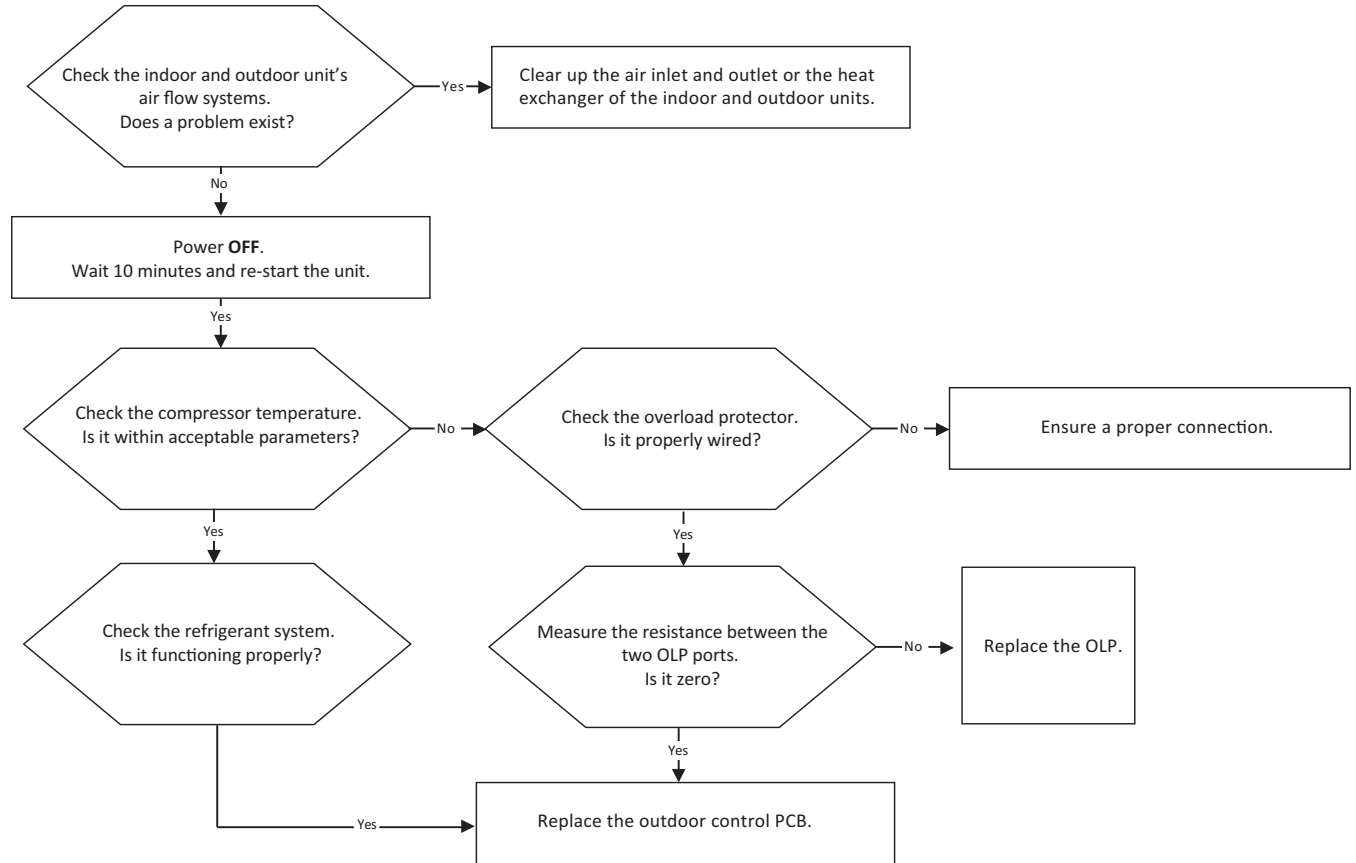 Check the indoor and outdoor unit's
air flow systems.
Does a problem exist?
Yes
Clear up the air inlet and outlet or the heat
exchanger of the indoor and outdoor units.
No
Power OFF.
Wait 10 minutes and re-start the unit.
Yes
Check the compressor temperature.
Is it within acceptable parameters?
No
Check the overload protector.
Is it properly wired?
No
Ensure a proper connection.
Yes
Yes
Check the refrigerant system.
Is it functioning properly?
Measure the resistance between the
two OLP ports.
Is it zero?
No
Replace the OLP.
Yes
Yes
Replace the outdoor control PCB.